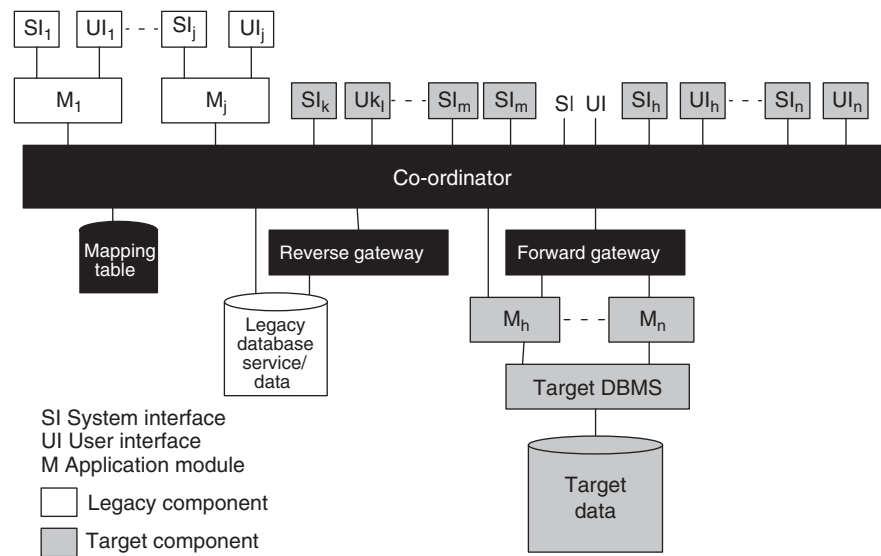 SI₁ UI₁ SIⱼ UIⱼ
M₁ Mⱼ
SIₖ Ukₗ SIₘ SIₘ SI UI SIₕ UIₕ SIₙ UIₙ
Co-ordinator
Mapping
table
Reverse gateway
Forward gateway
Legacy
database
service/
data
Mₕ Mₙ
Target DBMS
Target
data
SI System interface
UI User interface
M Application module
Legacy component
Target component